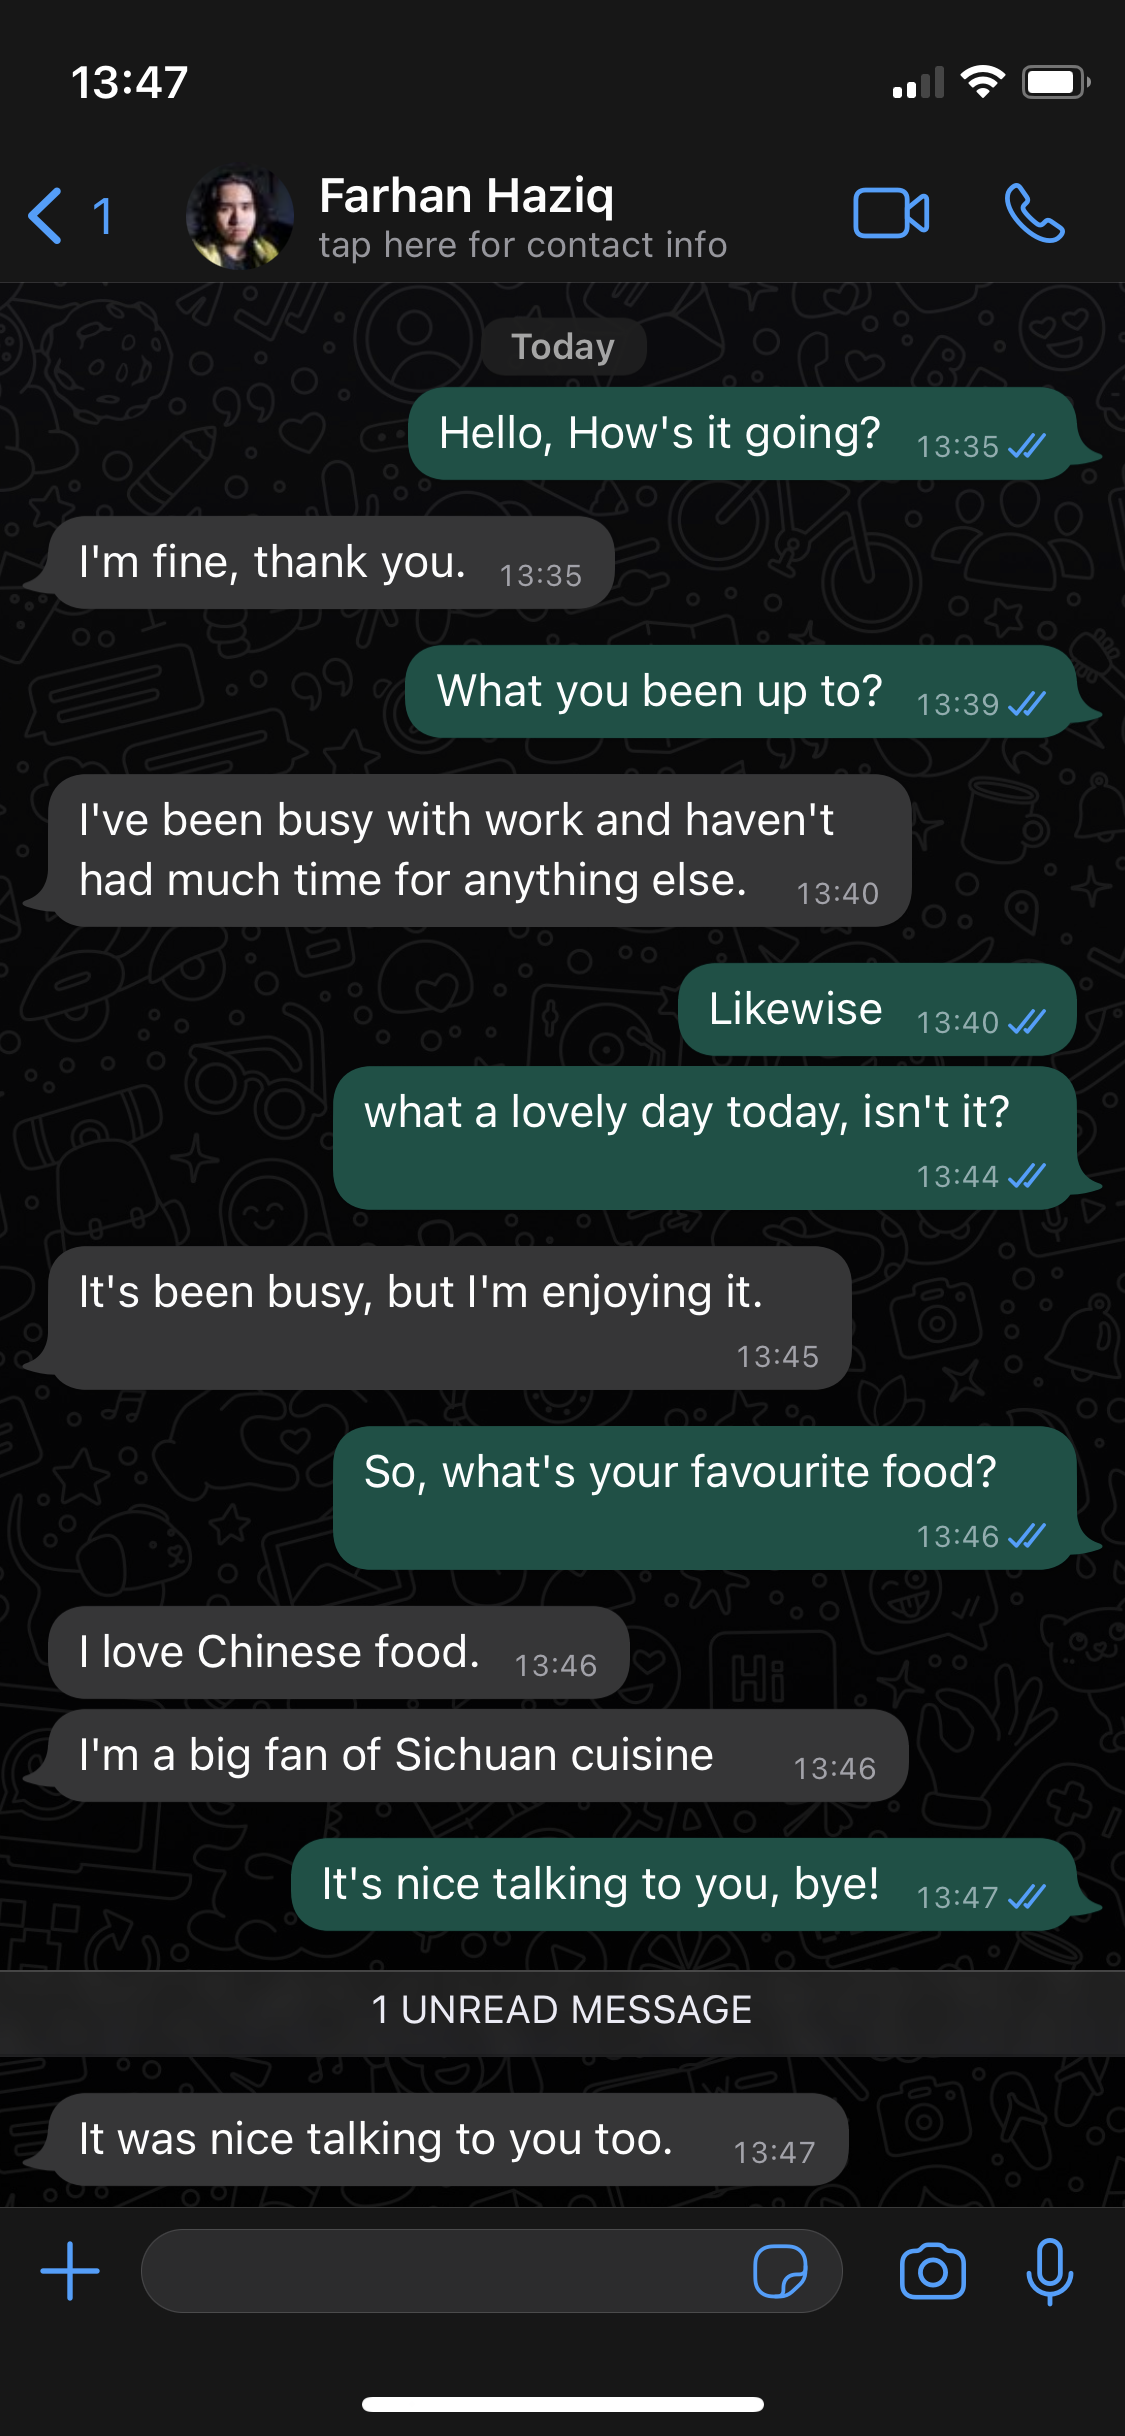 13:47
1
Farhan Haziq
tap here for contact info
Today
Hello, How's it going? 13:35
I'm fine, thank you. 13:35
What you been up to? 13:39
I've been busy with work and haven't
had much time for anything else. 13:40
Likewise 13:40
what a lovely day today, isn't it?
13:44
It's been busy, but I'm enjoying it.
13:45
So, what's your favourite food?
13:46
I love Chinese food. 13:46
Hi
I'm a big fan of Sichuan cuisine 13:46
It's nice talking to you, bye! 13:47
1 UNREAD MESSAGE
It was nice talking to you too. 13:47